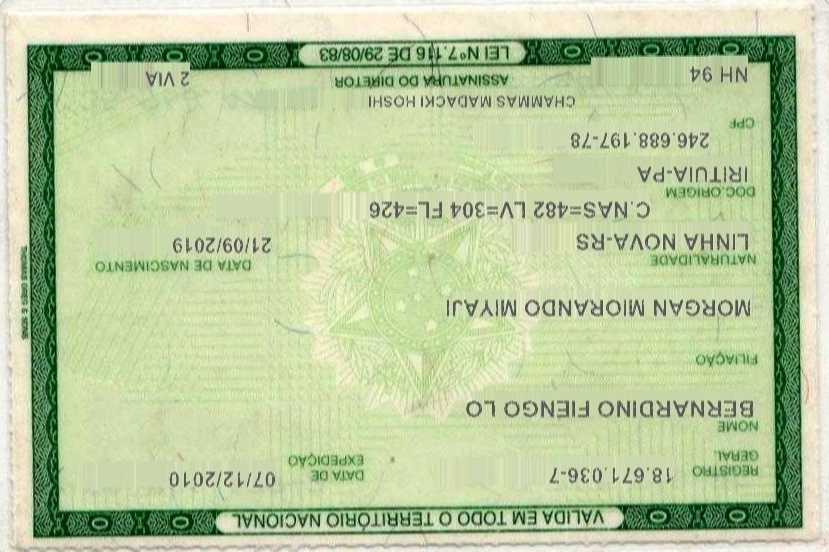 VÁLIDA EM TODO O TERRITÓRIO NACIONAL
REGISTRO GERAL 18.671.036-7 DATA DE EXPEDIÇÃO 07/12/2010
NOME
BERNARDINO FIENGO LO
FILIAÇÃO
MORGAN MIORANDO MIYAJI
NATURALIDADE DATA DE NASCIMENTO
LINHA NOVA-RS 21/09/2019
C.NAS=482 LV=304 FL=426
DOC.ORIGEM
IRITUIA-PA
246.688.197-78
CPF
CHAMMAS MADACKI HOSHI
NH 94 ASSINATURA DO DIRETOR 2 VIA
LEI Nº 7.116 DE 29/08/83
THOMAS GREG & SONS